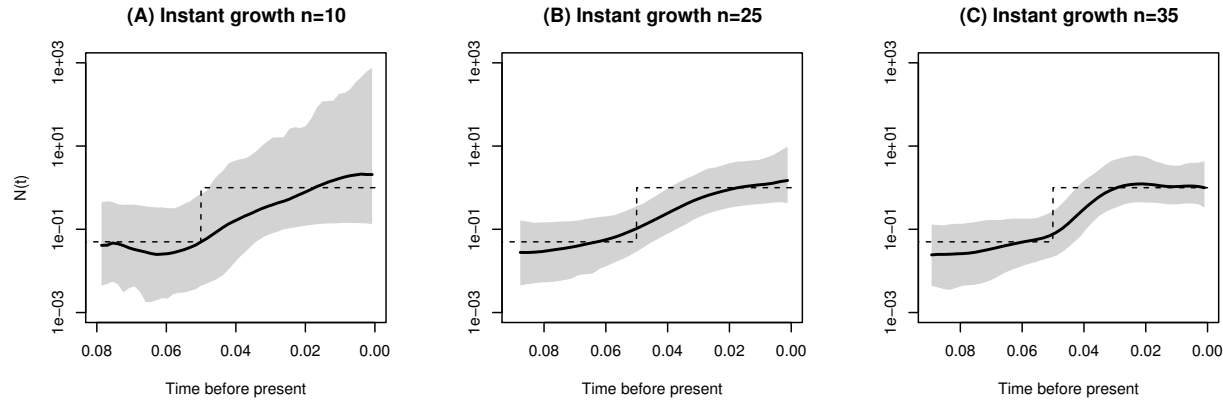 (A) Instant growth n=10
N(t)
1e+03
1e+01
1e−01
1e−03
0.08 0.06 0.04 0.02 0.00
Time before present
(B) Instant growth n=25
1e+03
1e+01
1e−01
1e−03
0.08 0.06 0.04 0.02 0.00
Time before present
(C) Instant growth n=35
1e+03
1e+01
1e−01
1e−03
0.08 0.06 0.04 0.02 0.00
Time before present